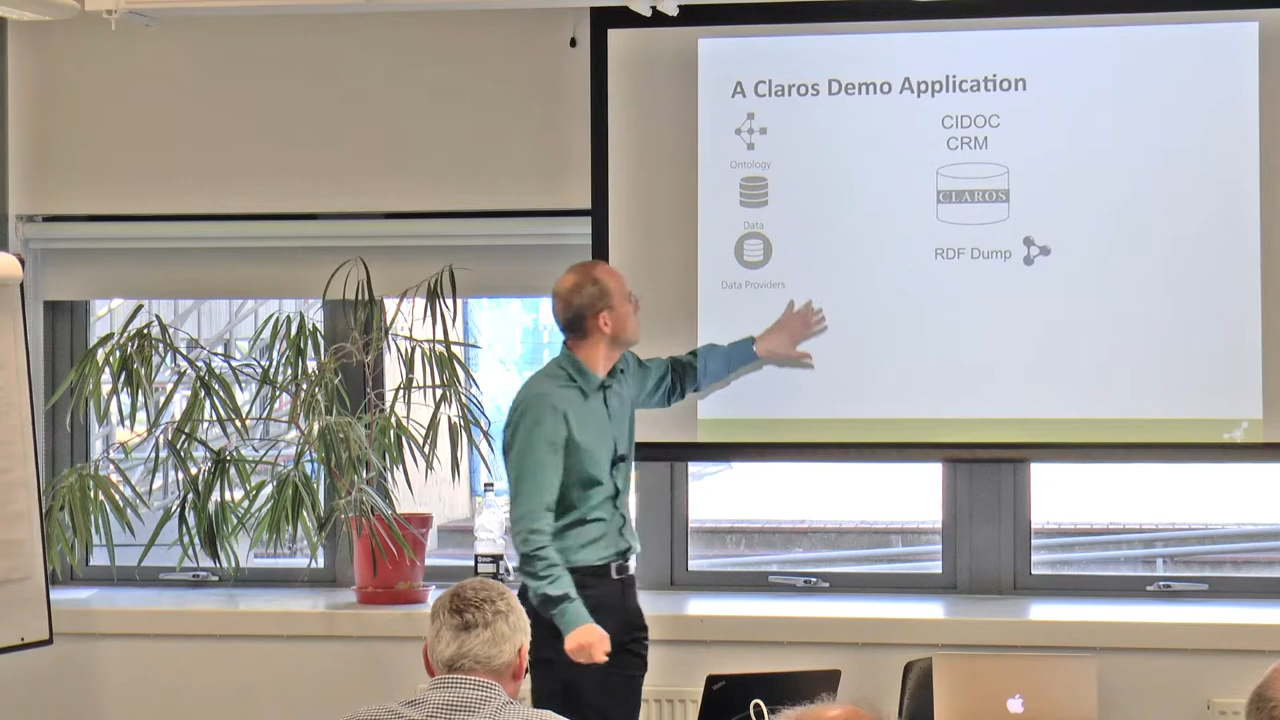 A Claros Demo Application
CIDOC
CRM
Ontology
CLAROS
Data
RDF Dump
Data Providers